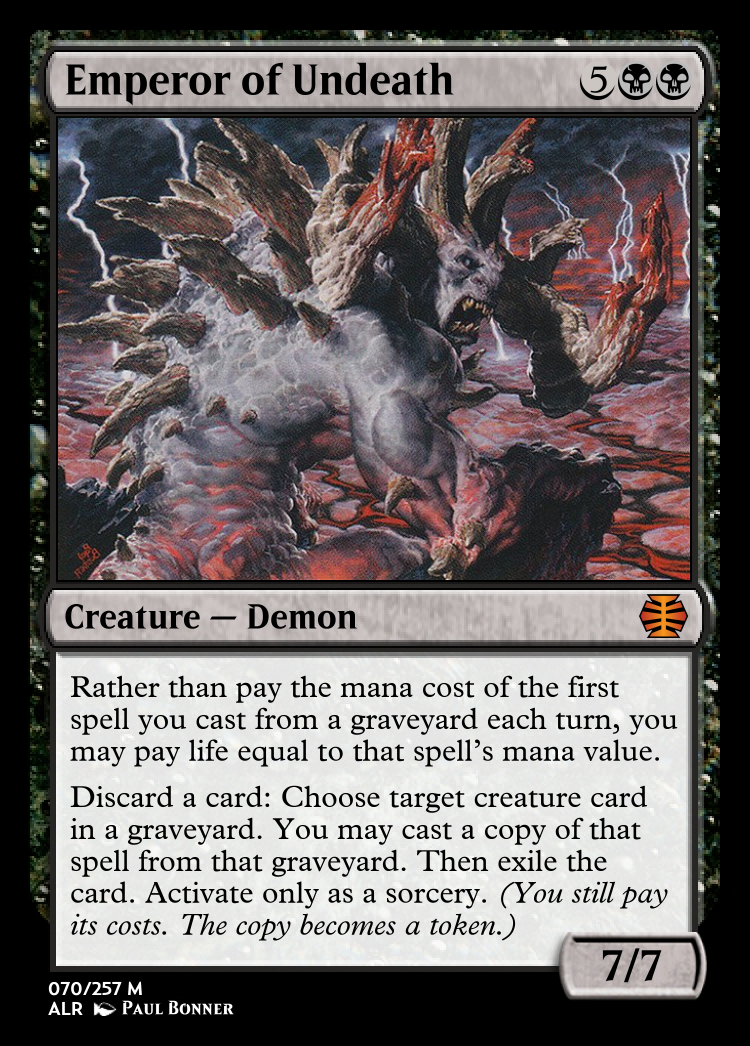 Emperor of Undeath 5
Creature — Demon
Rather than pay the mana cost of the first
spell you cast from a graveyard each turn, you
may pay life equal to that spell's mana value.
Discard a card: Choose target creature card
in a graveyard. You may cast a copy of that
spell from that graveyard. Then exile the
card. Activate only as a sorcery. (You still pay
its costs. The copy becomes a token.)
7/7
070/257 M
ALR PAUL BONNER